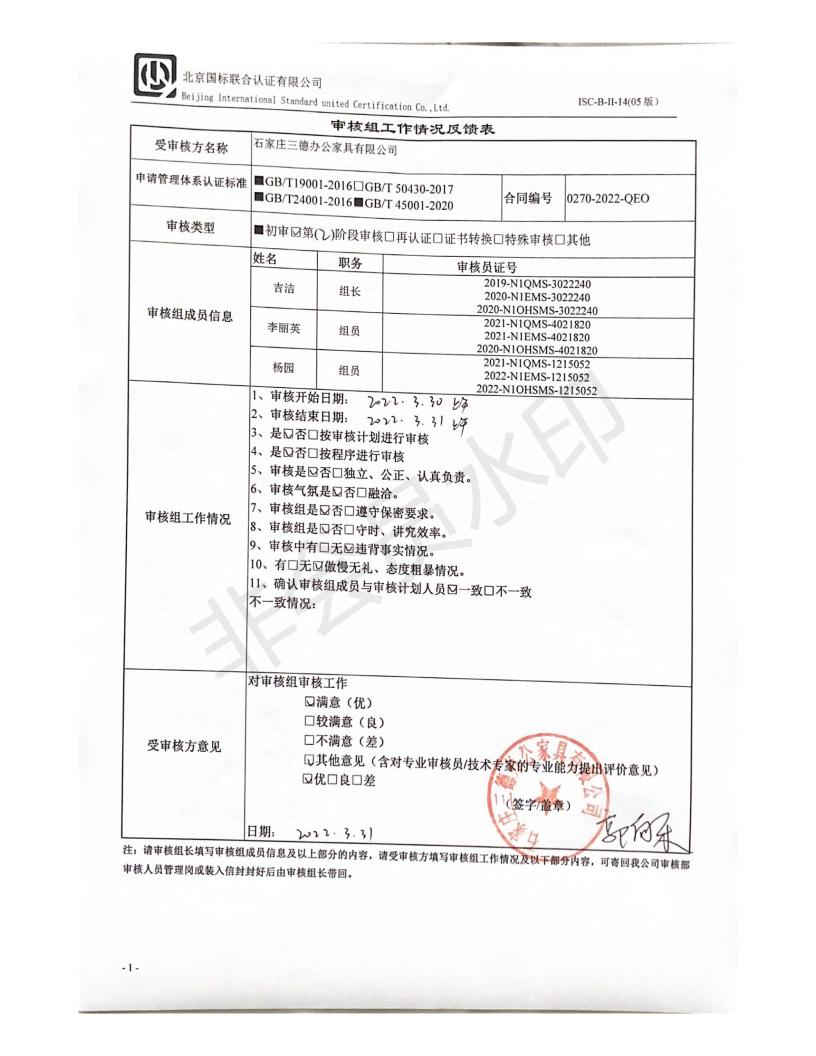 北京国标联合认证有限公司
Beijing International Standard united Certification Co.,Ltd.
ISC-B-II-14(05 版)
审核组工作情况反馈表
受审核方名称 石家庄三德办公家具有限公司
申请管理体系认证标准 ■GB/T19001-2016□GB/T 50430-2017
■GB/T24001-2016■GB/T 45001-2020
合同编号 0270-2022-QEO
审核类型 ■初审☑第(2)阶段审核□再认证□证书转换□特殊审核□其他
审核组成员信息
姓名 职务 审核员证号
吉洁 组长 2019-N1QMS-3022240
2020-N1EMS-3022240
2020-N1OHSMS-3022240
李丽英 组员 2021-N1QMS-4021820
2021-N1EMS-4021820
2020-N1OHSMS-4021820
杨园 组员 2021-N1QMS-1215052
2022-N1EMS-1215052
2022-N1OHSMS-1215052
审核组工作情况
1、审核开始日期: 2022.3.30
2、审核结束日期: 2022.3.31
3、是☑否□按审核计划进行审核
4、是☑否□按程序进行审核
5、审核是☑否□独立、公正、认真负责。
6、审核气氛是☑否□融洽。
7、审核组是☑否□遵守保密要求。
8、审核组是☑否□守时、讲究效率。
9、审核中有□无☑违背事实情况。
10、有□无☑傲慢无礼、态度粗暴情况。
11、确认审核组成员与审核计划人员☑一致□不一致
不一致情况:
受审核方意见
对审核组审核工作
☑满意（优）
□较满意（良）
□不满意（差）
☑其他意见（含对专业审核员/技术专家的专业能力提出评价意见）
☑优□良□差
（签字/盖章）
石家庄三德办公家具有限公司
日期: 2022.3.31
注: 请审核组长填写审核组成员信息及以上部分的内容，请受审核方填写审核组工作情况及以下部分内容，可寄回我公司审核部
审核人员管理岗或装入信封封好后由审核组长带回。
-1-
非会员水印